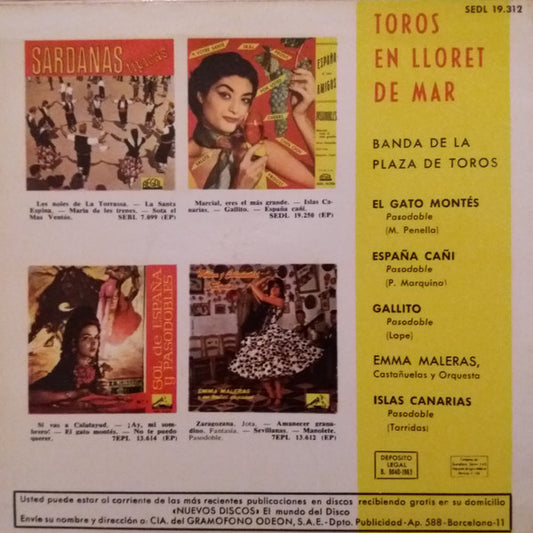 SEDL 19.312
TOROS
EN LLORET
DE MAR
BANDA DE LA
PLAZA DE TOROS
EL GATO MONTÉS
Pasodoble
(M. Penella)
ESPAÑA CAÑI
Pasodoble
(P. Marquina)
GALLITO
Pasodoble
(Lope)
EMMA MALERAS,
Castañuelas y Orquesta
ISLAS CANARIAS
Pasodoble
(Tarridas)
DEPOSITO
LEGAL
SARDANAS
ESPAÑA
AMIGOS
PASODOBLES
Les noies de La Torrassa. — La Santa
Espina. — Maria de les trenes. — Sota el
Mas Ventós. SEBL 7.099 (EP)
Marcial, eres el más grande. — Islas Ca-
narias. — Gallito. — España cañí.
SEDL 19.250 (EP)
SOL de ESPAÑA
Y PASODOBLES
EMMA MALERAS
Si vas a Calatayud. — ¡Ay, mi som-
brero! — El gato montés. — No te puedo
querer. 7EPL 13.614 (EP)
Zaragozana. Jota. — Amanecer grana-
dino. Fantasía. — Sevillanas. — Manolete.
Pasodoble. 7EPL 13.612 (EP)
Usted puede estar al corriente de las más recientes publicaciones en discos recibiendo gratis en su domicilio
«NUEVOS DISCOS» El mundo del Disco
Envíe su nombre y dirección a: CIA. del GRAMOFONO ODEON, S.A.E.-Dpto. Publicidad-Ap. 588-Barcelona-11